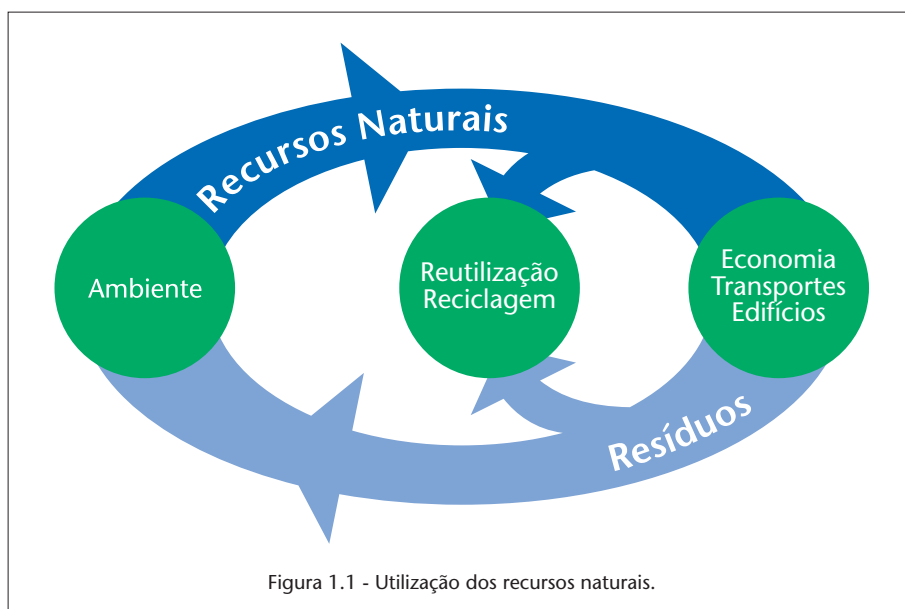 Recursos Naturais
Ambiente
Reutilização
Reciclagem
Economia
Transportes
Edifícios
Resíduos
Figura 1.1 - Utilização dos recursos naturais.